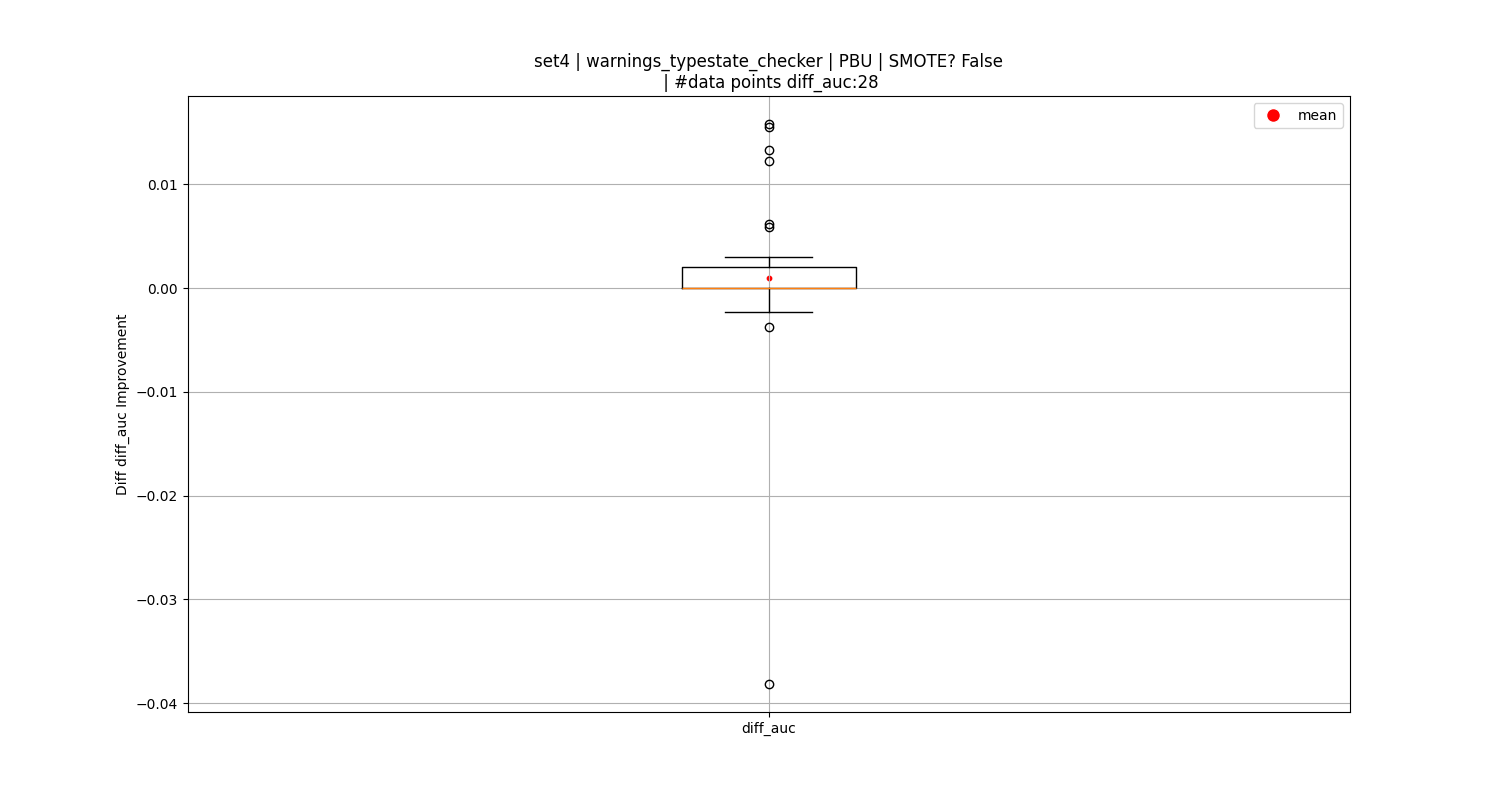 set4 | warnings_typestate_checker | PBU | SMOTE? False
| #data points diff_auc:28
mean
0.01
0.00
−0.01
−0.02
−0.03
−0.04
Diff diff_auc Improvement
diff_auc